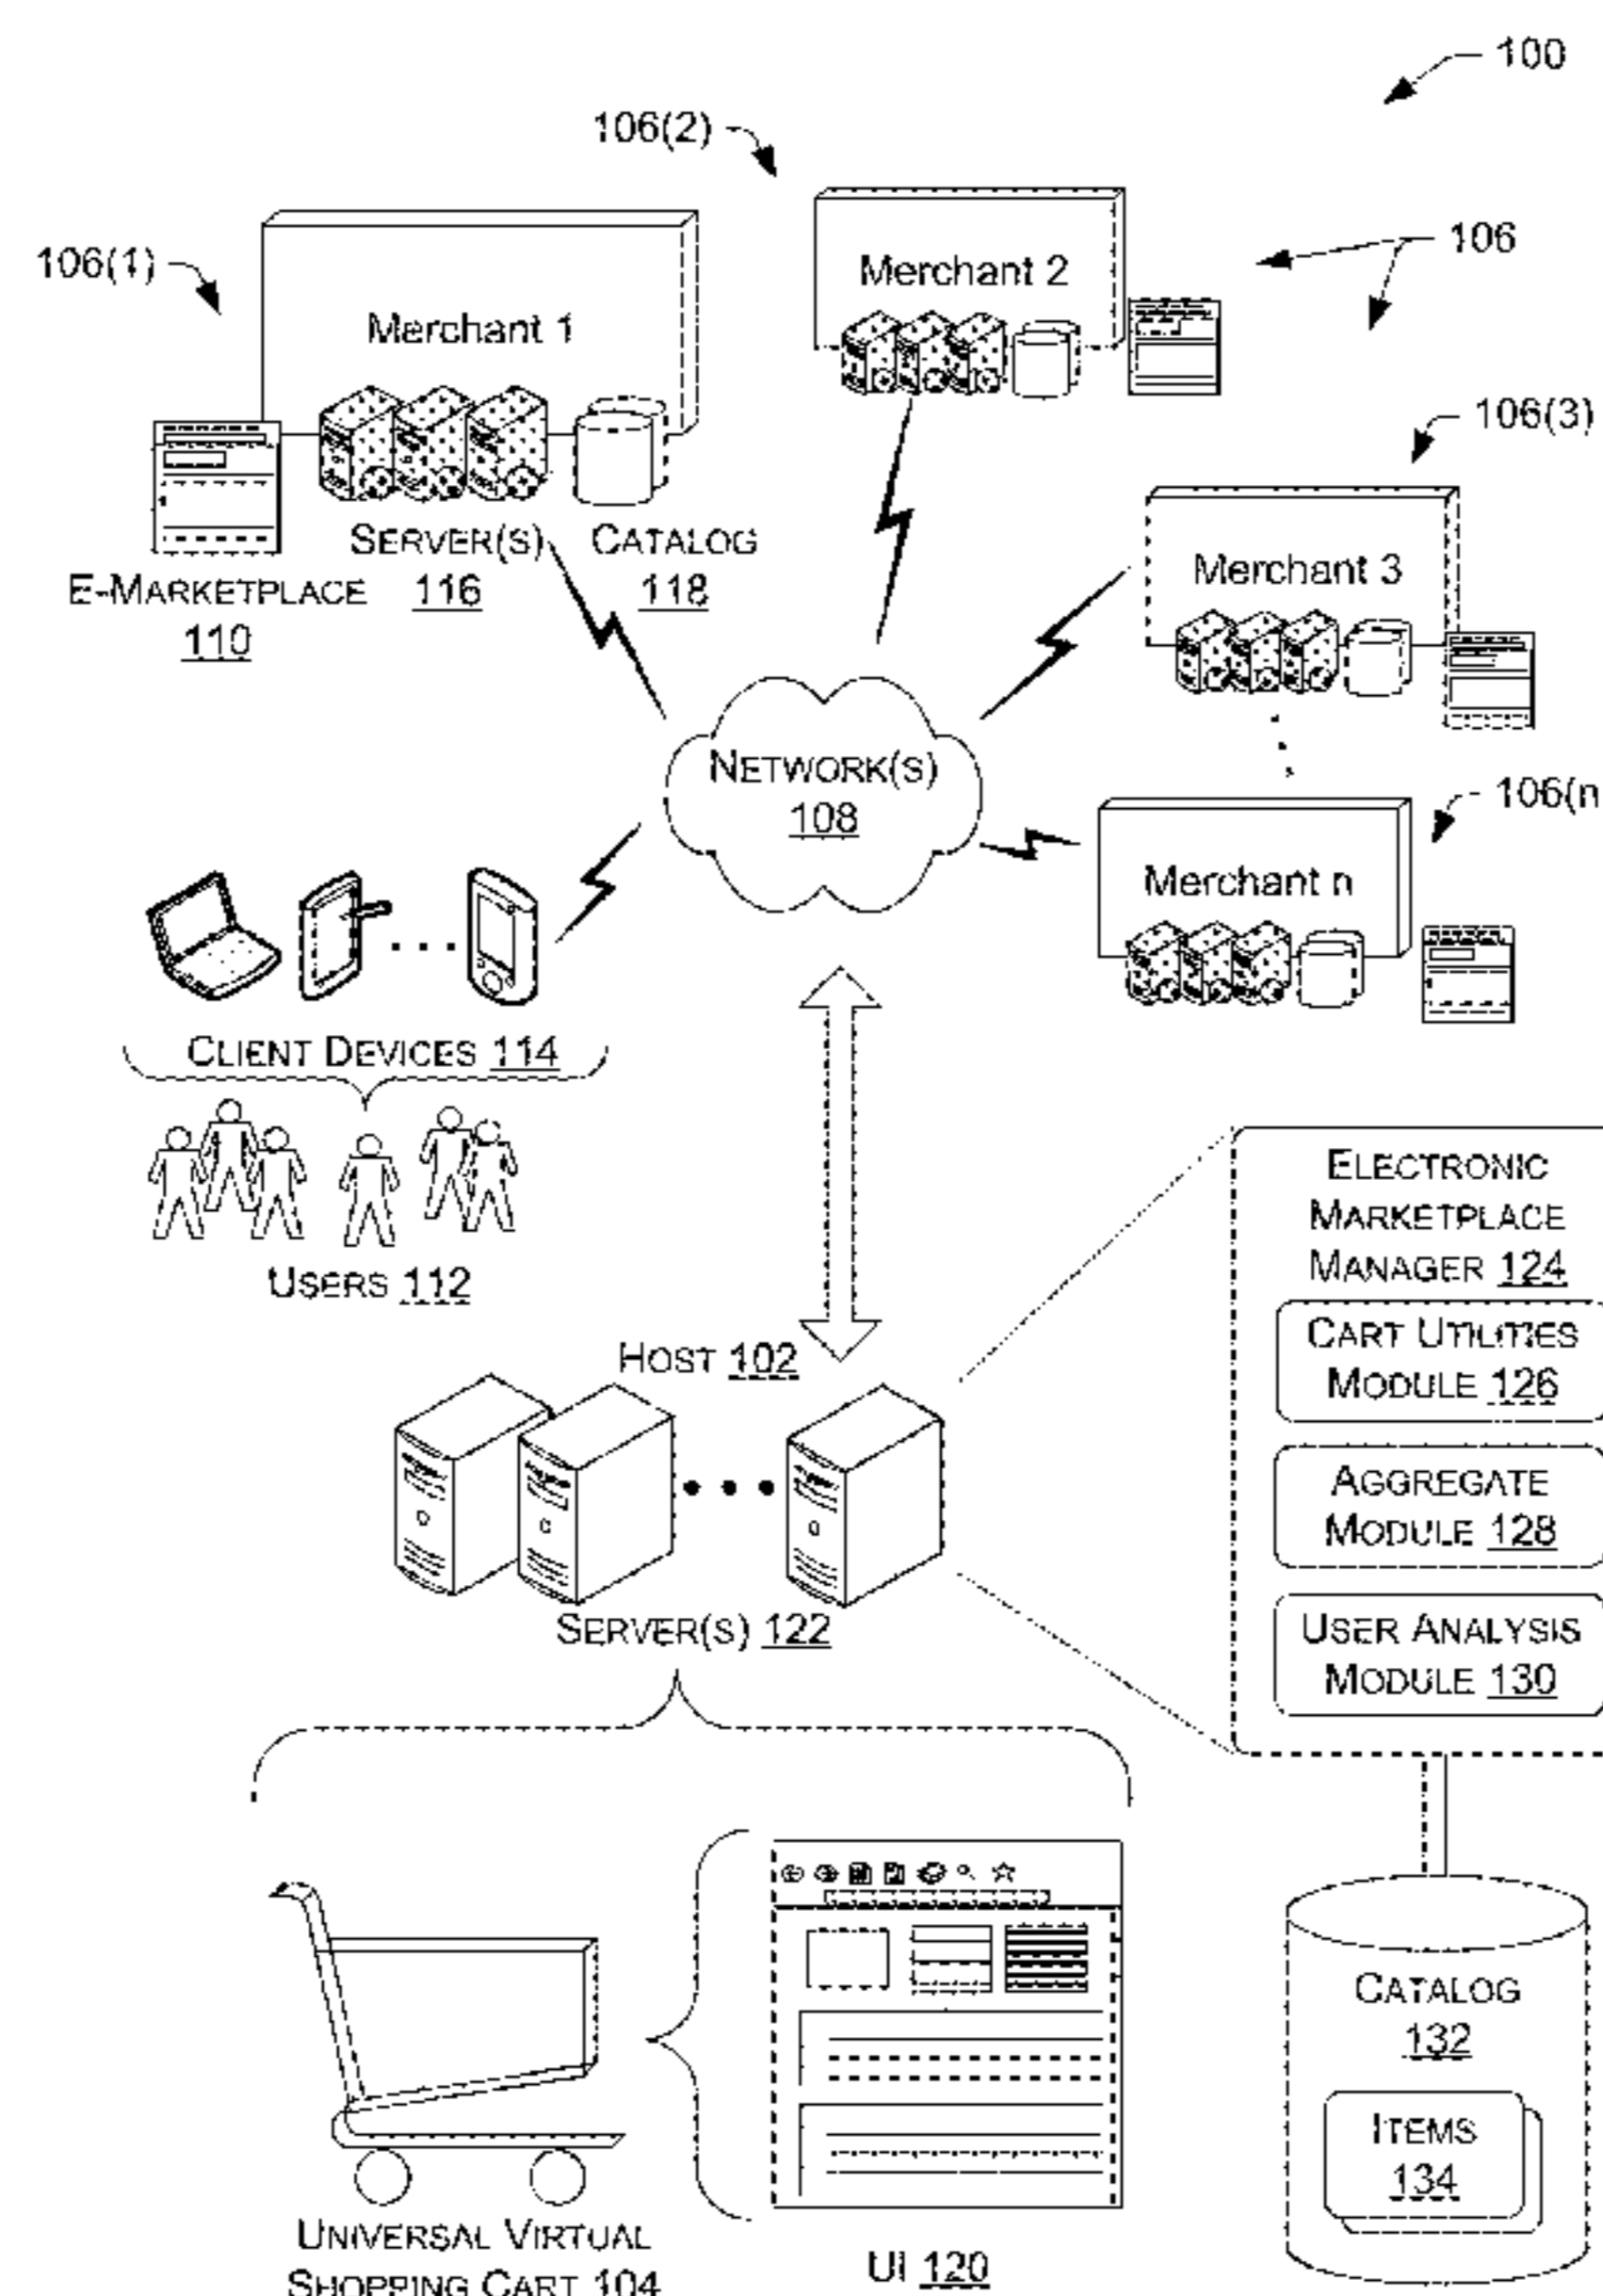 100
106(2)
106(1)
Merchant 2
106
Merchant 1
106(3)
SERVER(S)
CATALOG
Merchant 3
E-MARKETPLACE
116
118
110
NETWORK(S)
108
106(n
Merchant n
CLIENT DEVICES 114
ELECTRONIC
MARKETPLACE
MANAGER 124
USERS 112
CART UTILITIES
MODULE 126
HOST 102
AGGREGATE
MODULE 128
SERVER(S) 122
USER ANALYSIS
MODULE 130
CATALOG
132
ITEMS
134
UNIVERSAL VIRTUAL
SHOPPING CART 104
UI 120